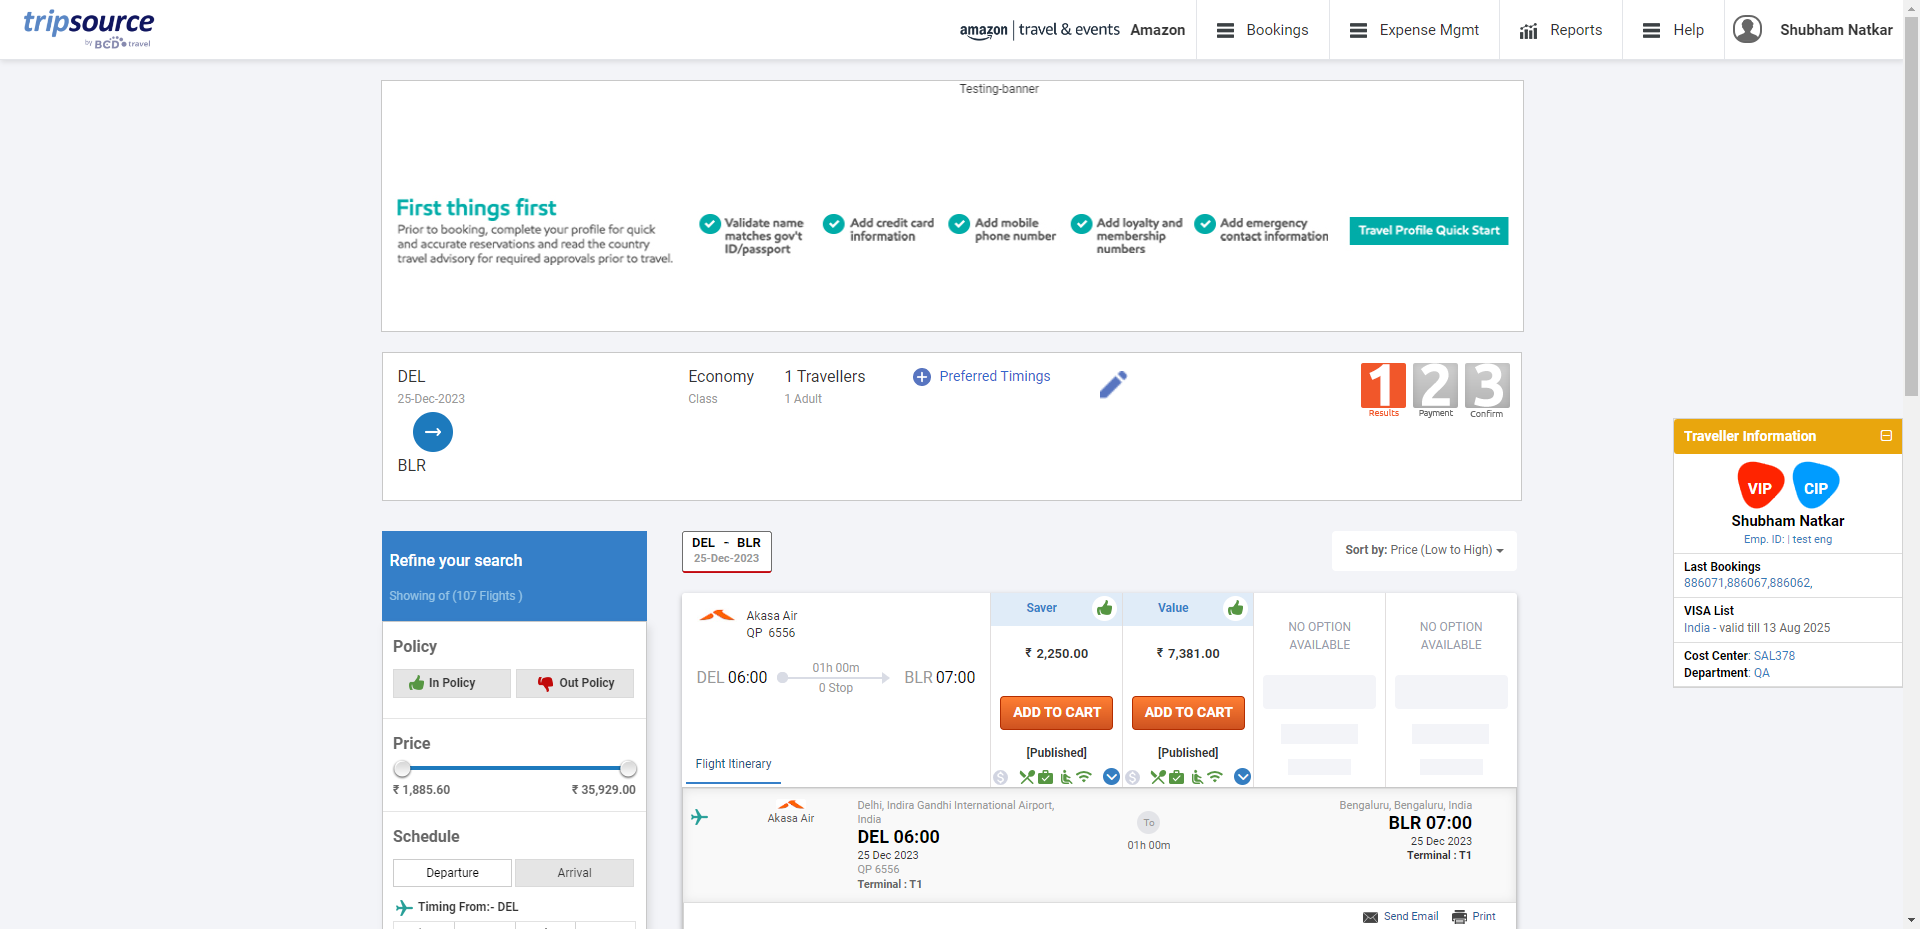 tripsource
by BCD travel
amazon | travel & events Amazon
Bookings
Expense Mgmt
Reports
Help
Shubham Natkar
Testing-banner
First things first
Prior to booking, complete your profile for quick
and accurate reservations and read the country
travel advisory for required approvals prior to travel.
Validate name
matches gov't
ID/passport
Add credit card
information
Add mobile
phone number
Add loyalty and
membership
numbers
Add emergency
contact information
Travel Profile Quick Start
DEL
25-Dec-2023
BLR
Economy
Class
1 Travellers
1 Adult
Preferred Timings
1 2 3
Results Payment Confirm
Traveller Information
VIP CIP
Shubham Natkar
Emp. ID: | test eng
Last Bookings
886071,886067,886062,
VISA List
India - valid till 13 Aug 2025
Cost Center: SAL378
Department: QA
Refine your search
Showing of (107 Flights )
Policy
In Policy
Out Policy
Price
₹ 1,885.60
₹ 35,929.00
Schedule
Departure
Arrival
Timing From:- DEL
DEL - BLR
25-Dec-2023
Sort by: Price (Low to High)
Akasa Air
QP 6556
DEL 06:00
01h 00m
0 Stop
BLR 07:00
Flight Itinerary
Saver
₹ 2,250.00
ADD TO CART
[Published]
Value
₹ 7,381.00
ADD TO CART
[Published]
NO OPTION
AVAILABLE
NO OPTION
AVAILABLE
Akasa Air
Delhi, Indira Gandhi International Airport,
India
DEL 06:00
25 Dec 2023
QP 6556
Terminal : T1
To
01h 00m
Bengaluru, Bengaluru, India
BLR 07:00
25 Dec 2023
Terminal : T1
Send Email
Print